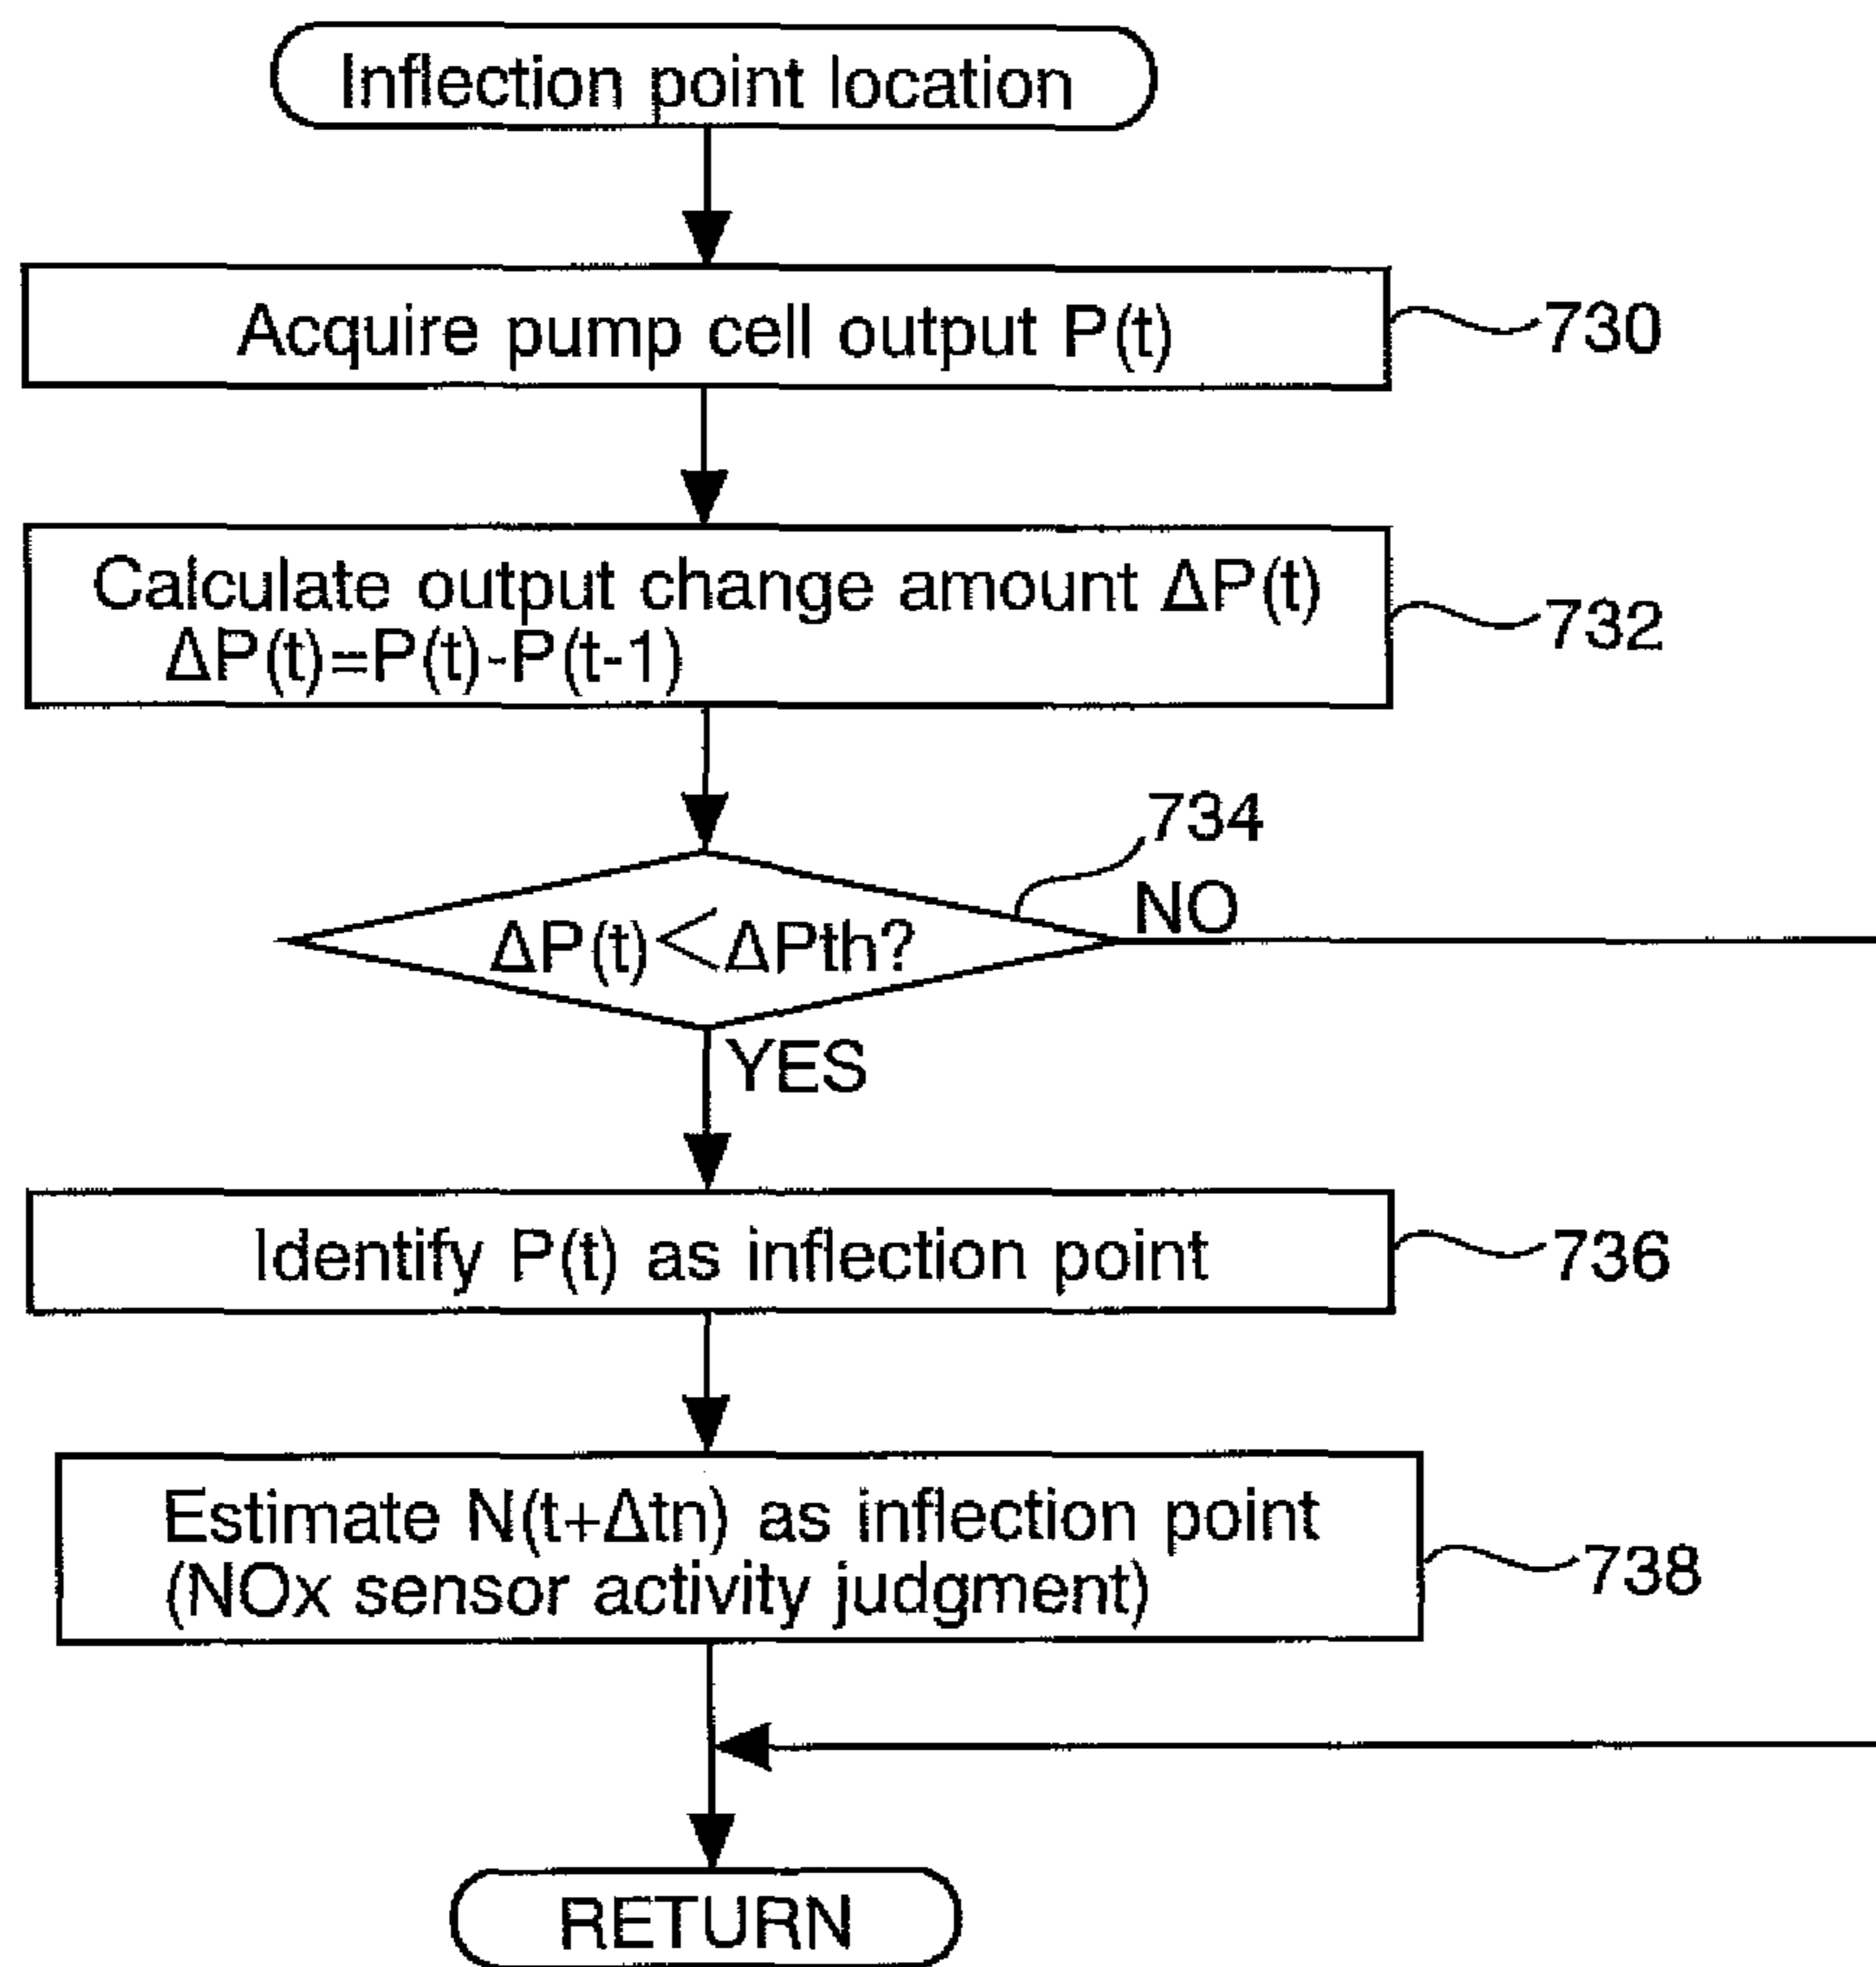 Inflection point location
Acquire pump cell output P(t)
730
Calculate output change amount ΔP(t)
ΔP(t)=P(t)-P(t-1)
732
734
NO
ΔP(t)<ΔPth?
YES
Identify P(t) as inflection point
736
Estimate N(t+Δtn) as inflection point
(NOx sensor activity judgment)
738
RETURN